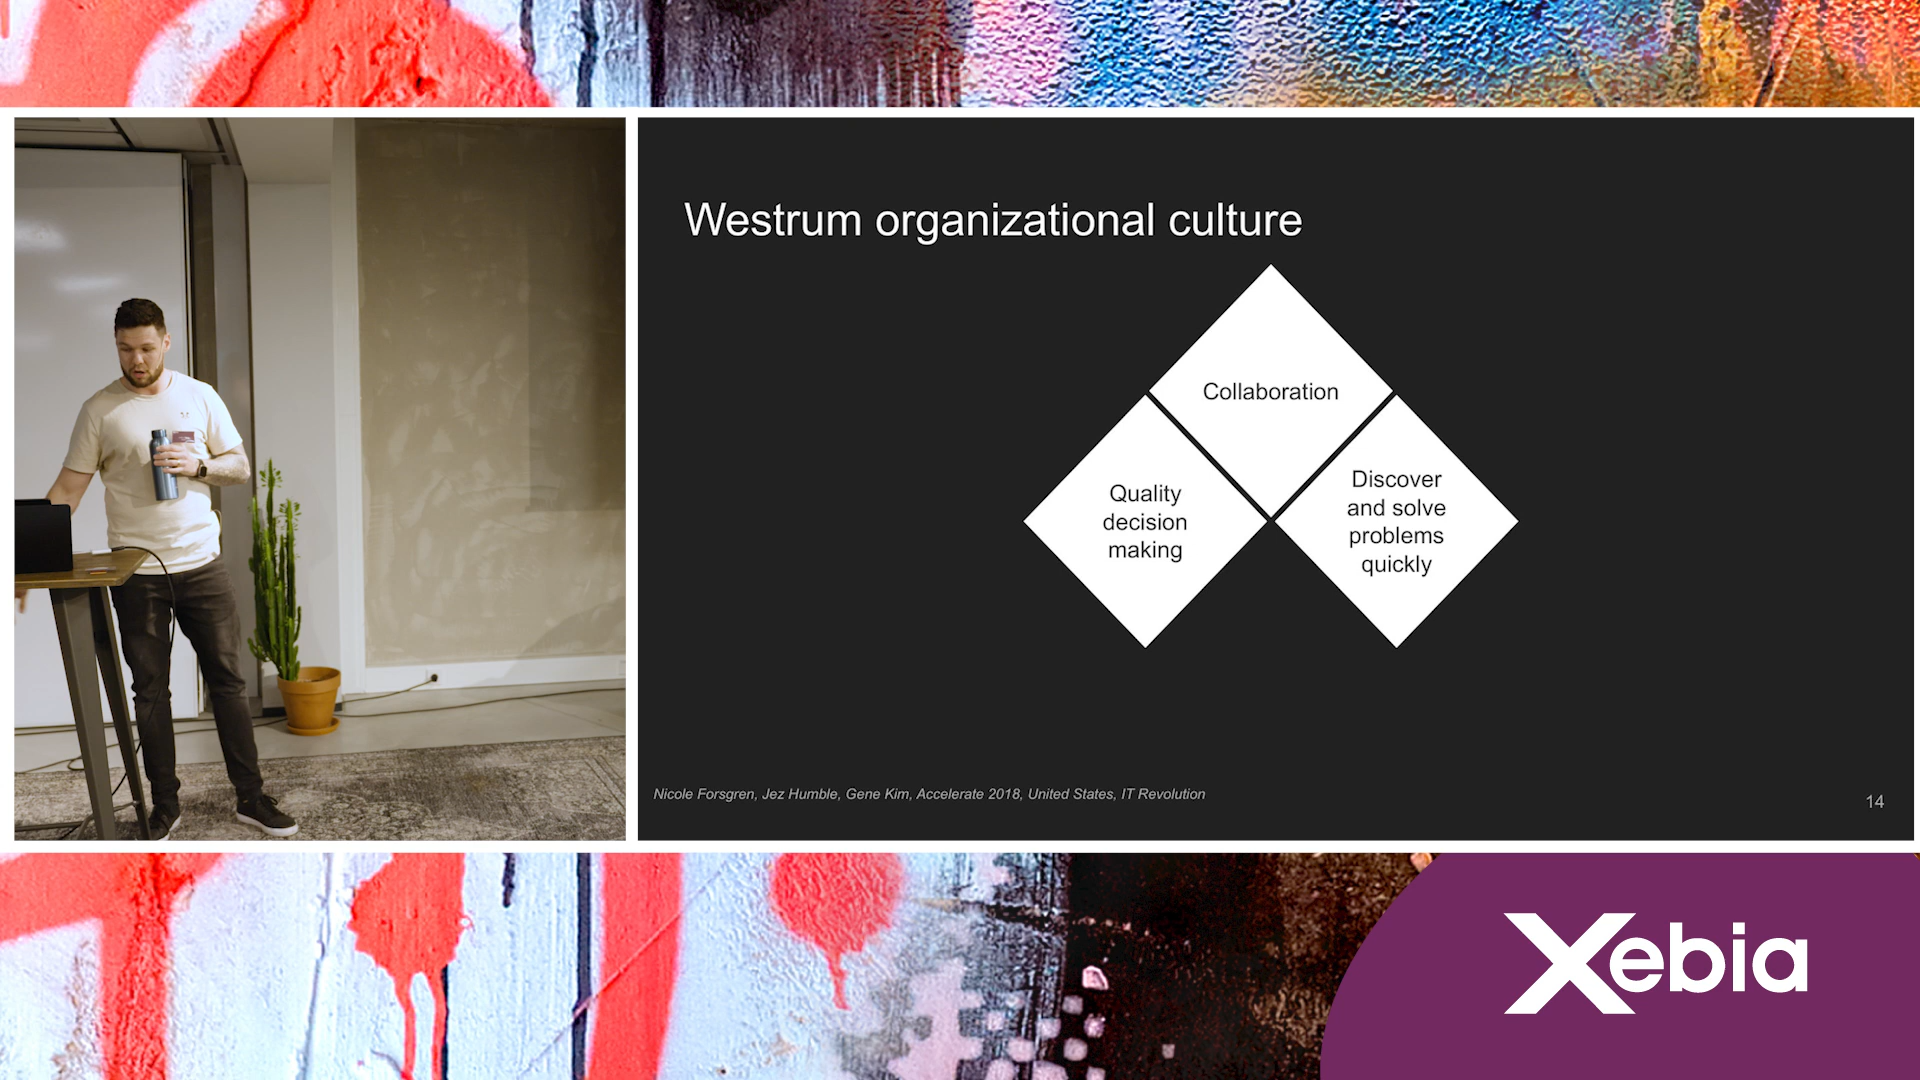 Westrum organizational culture
Collaboration
Quality
decision
making
Discover
and solve
problems
quickly
Nicole Forsgren, Jez Humble, Gene Kim, Accelerate 2018, United States, IT Revolution
14
Xebia